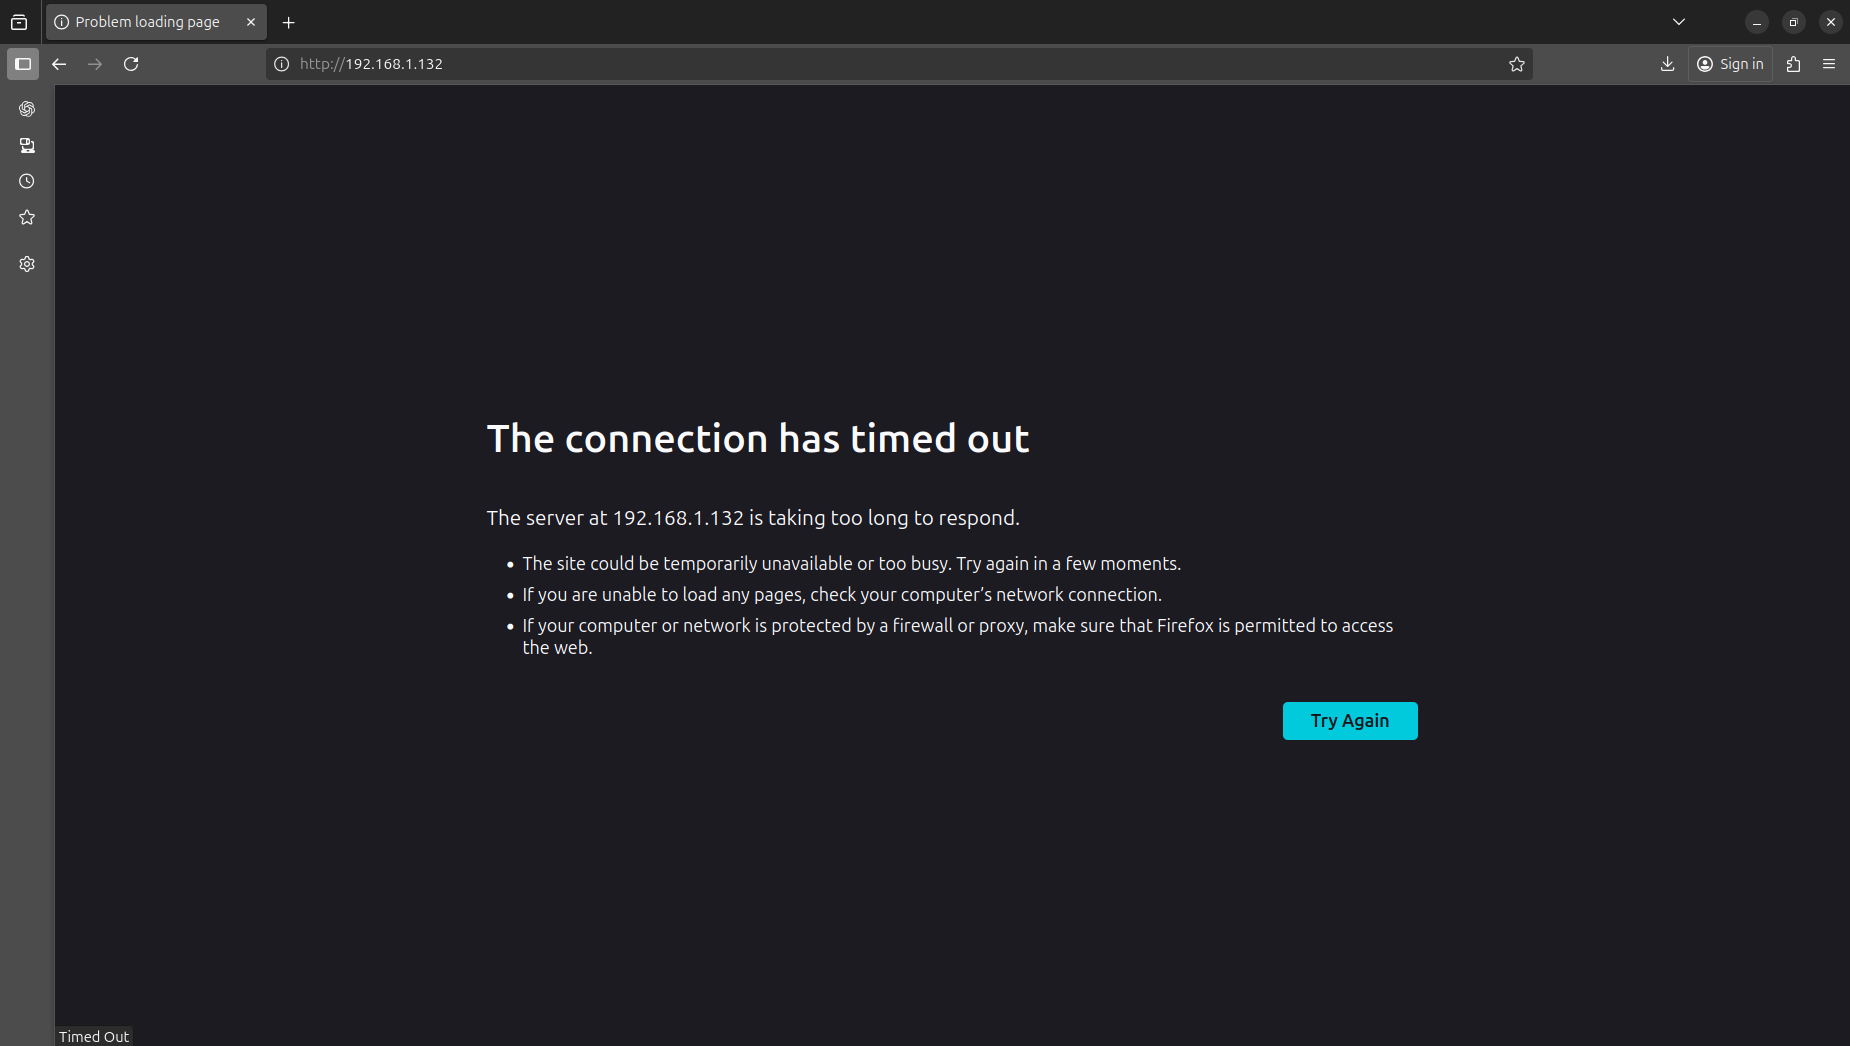 Problem loading page
http://192.168.1.132
Sign in
The connection has timed out
The server at 192.168.1.132 is taking too long to respond.
• The site could be temporarily unavailable or too busy. Try again in a few moments.
• If you are unable to load any pages, check your computer’s network connection.
• If your computer or network is protected by a firewall or proxy, make sure that Firefox is permitted to access
the web.
Try Again
Timed Out